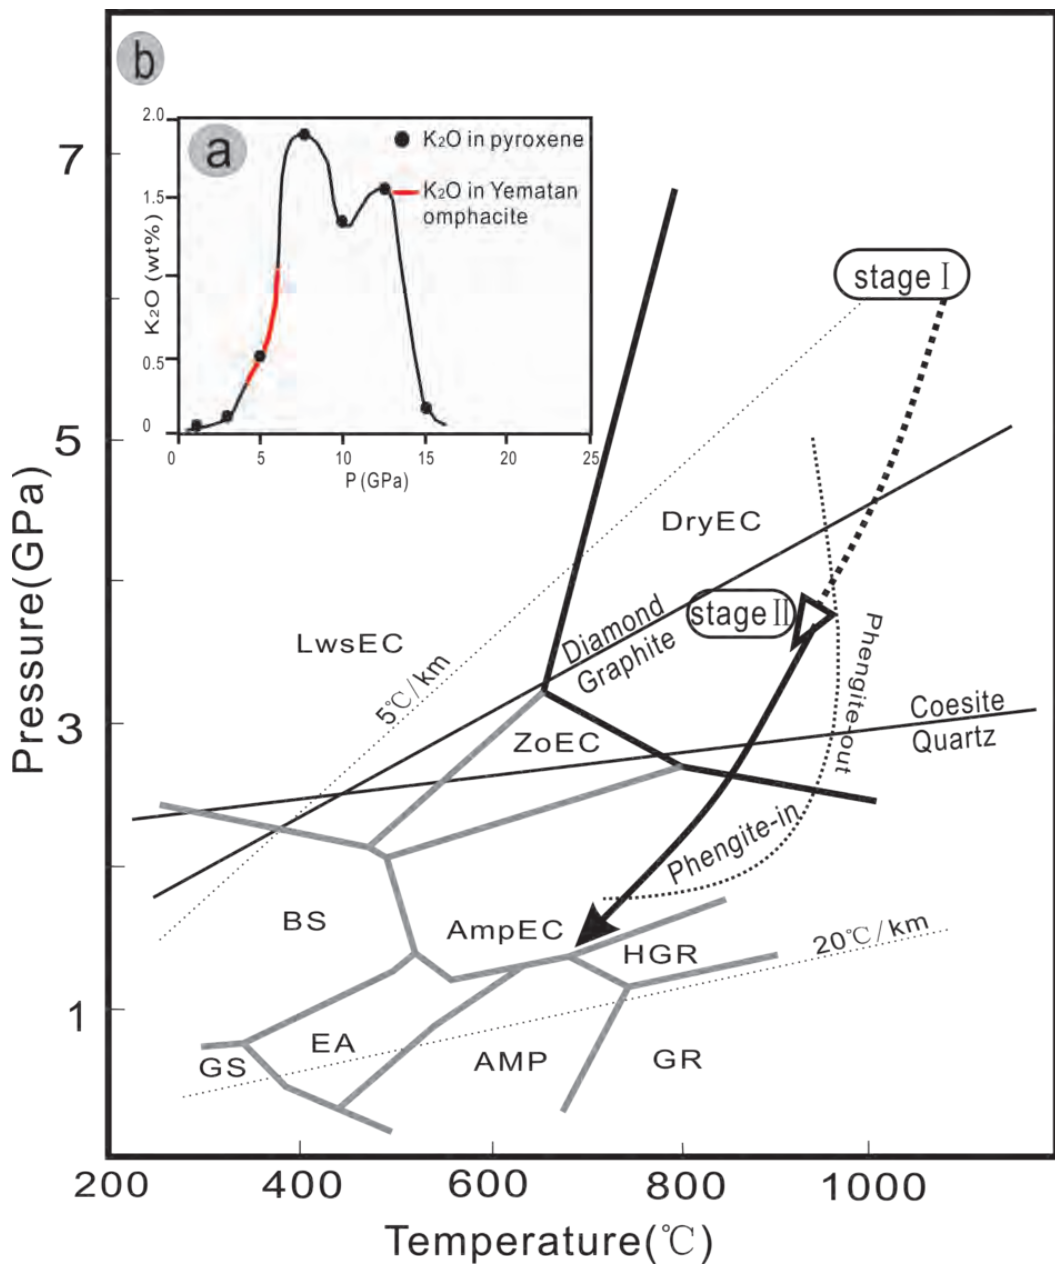 b
a
2.0
1.5
0.5
0
K₂O (wt%)
K₂O in pyroxene
K₂O in Yematan
omphacite
0
5
10
15
20
25
P (GPa)
7
5
3
1
Pressure(GPa)
stage Ⅰ
DryEC
stage Ⅱ
LwsEC
Diamond
Graphite
5℃/km
Phengite-out
Coesite
Quartz
ZoEC
Phengite-in
BS
AmpEC
HGR
20℃/km
EA
GS
AMP
GR
200
400
600
800
1000
Temperature(℃)